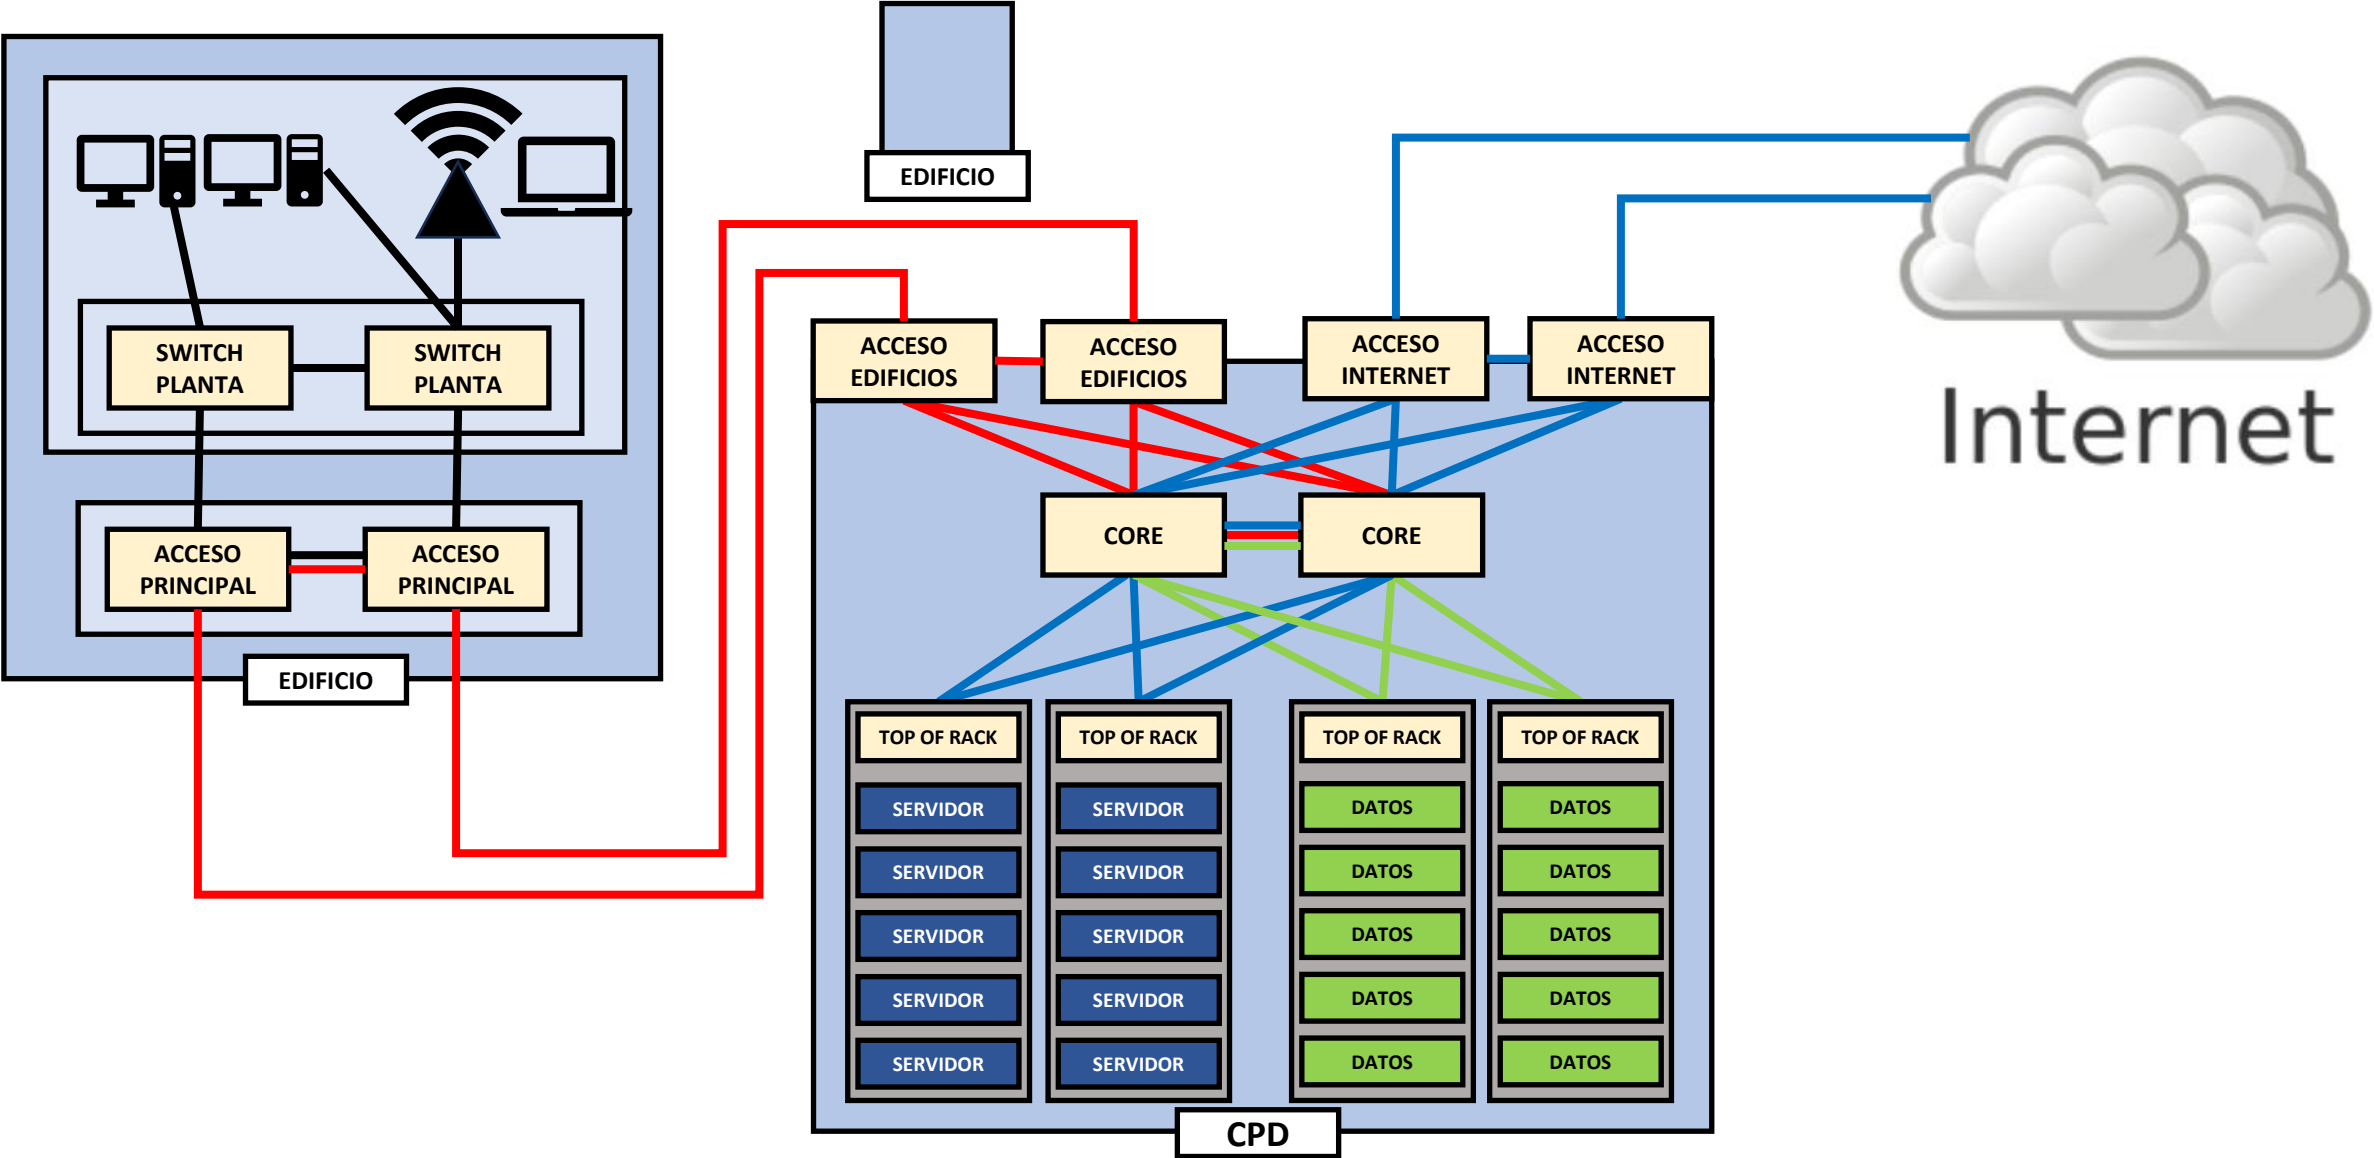 EDIFICIO
SWITCH
PLANTA
SWITCH
PLANTA
ACCESO
PRINCIPAL
ACCESO
PRINCIPAL
EDIFICIO
ACCESO
EDIFICIOS
ACCESO
EDIFICIOS
ACCESO
INTERNET
ACCESO
INTERNET
Internet
CORE
CORE
TOP OF RACK
TOP OF RACK
TOP OF RACK
TOP OF RACK
SERVIDOR
SERVIDOR
DATOS
DATOS
SERVIDOR
SERVIDOR
DATOS
DATOS
SERVIDOR
SERVIDOR
DATOS
DATOS
SERVIDOR
SERVIDOR
DATOS
DATOS
SERVIDOR
SERVIDOR
DATOS
DATOS
CPD